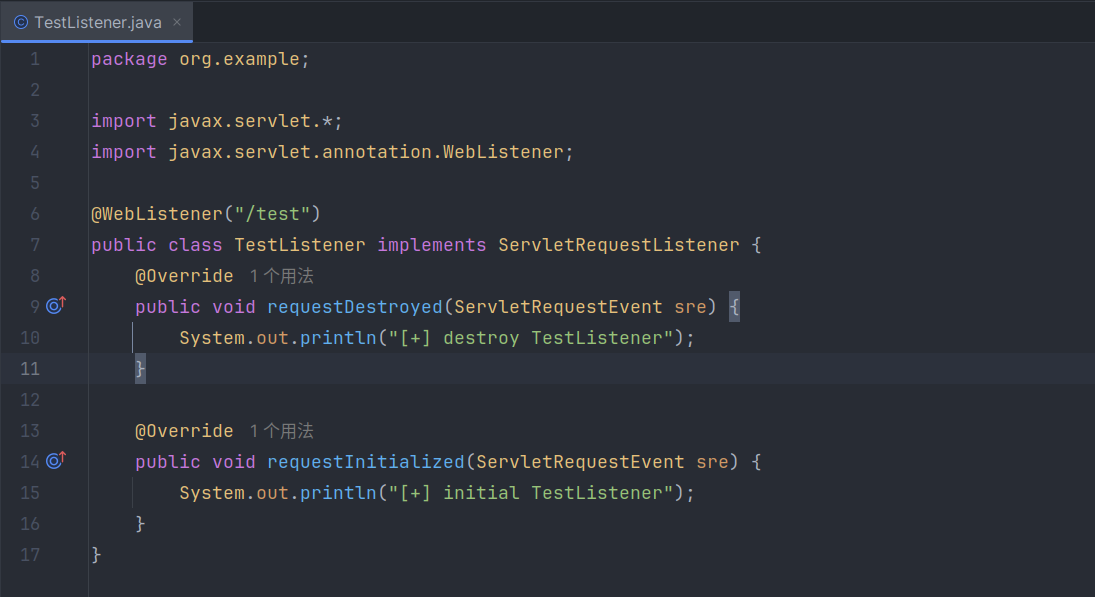 TestListener.java
1 package org.example;
2
3 import javax.servlet.*;
4 import javax.servlet.annotation.WebListener;
5
6 @WebListener("/test")
7 public class TestListener implements ServletRequestListener {
8 @Override 1 个用法
9 public void requestDestroyed(ServletRequestEvent sre) {
10 System.out.println("[+] destroy TestListener");
11 }
12
13 @Override 1 个用法
14 public void requestInitialized(ServletRequestEvent sre) {
15 System.out.println("[+] initial TestListener");
16 }
17 }